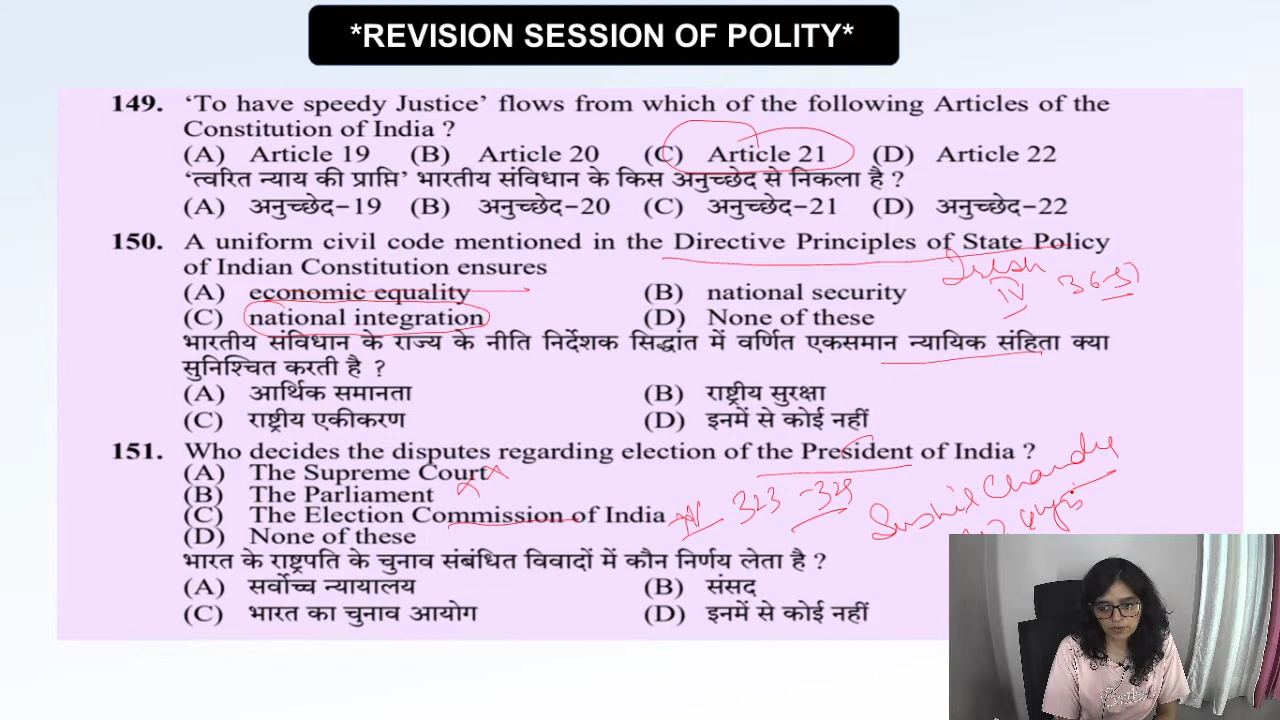 *REVISION SESSION OF POLITY*
149. ‘To have speedy Justice’ flows from which of the following Articles of the
Constitution of India ?
(A) Article 19 (B) Article 20 (C) Article 21 (D) Article 22
‘त्वरित न्याय की प्राप्ति’ भारतीय संविधान के किस अनुच्छेद से निकला है ?
(A) अनुच्छेद-19 (B) अनुच्छेद-20 (C) अनुच्छेद-21 (D) अनुच्छेद-22
150. A uniform civil code mentioned in the Directive Principles of State Policy
of Indian Constitution ensures
Irish
(A) economic equality (B) national security
IV 36-51
(C) national integration (D) None of these
भारतीय संविधान के राज्य के नीति निर्देशक सिद्धांत में वर्णित एकसमान न्यायिक संहिता क्या
सुनिश्चित करती है ?
(A) आर्थिक समानता (B) राष्ट्रीय सुरक्षा
(C) राष्ट्रीय एकीकरण (D) इनमें से कोई नहीं
151. Who decides the disputes regarding election of the President of India ?
(A) The Supreme Court
(B) The Parliament
(C) The Election Commission of India
323-329
Sushil Chandra
(D) None of these
भारत के राष्ट्रपति के चुनाव संबंधित विवादों में कौन निर्णय लेता है ?
(A) सर्वोच्च न्यायालय (B) संसद
(C) भारत का चुनाव आयोग (D) इनमें से कोई नहीं